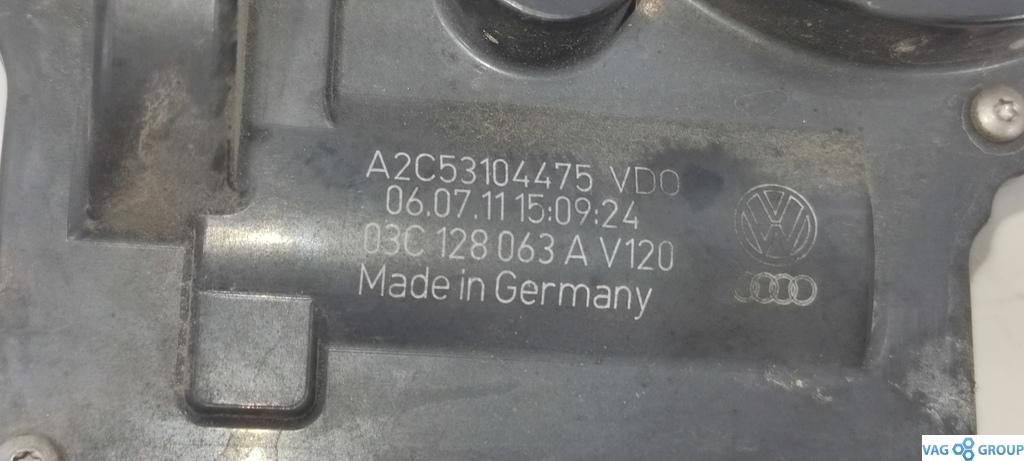 A2C53104475 VDO
06.07.11 15:09:24
03C 128 063 A V120
Made in Germany
VAG GROUP